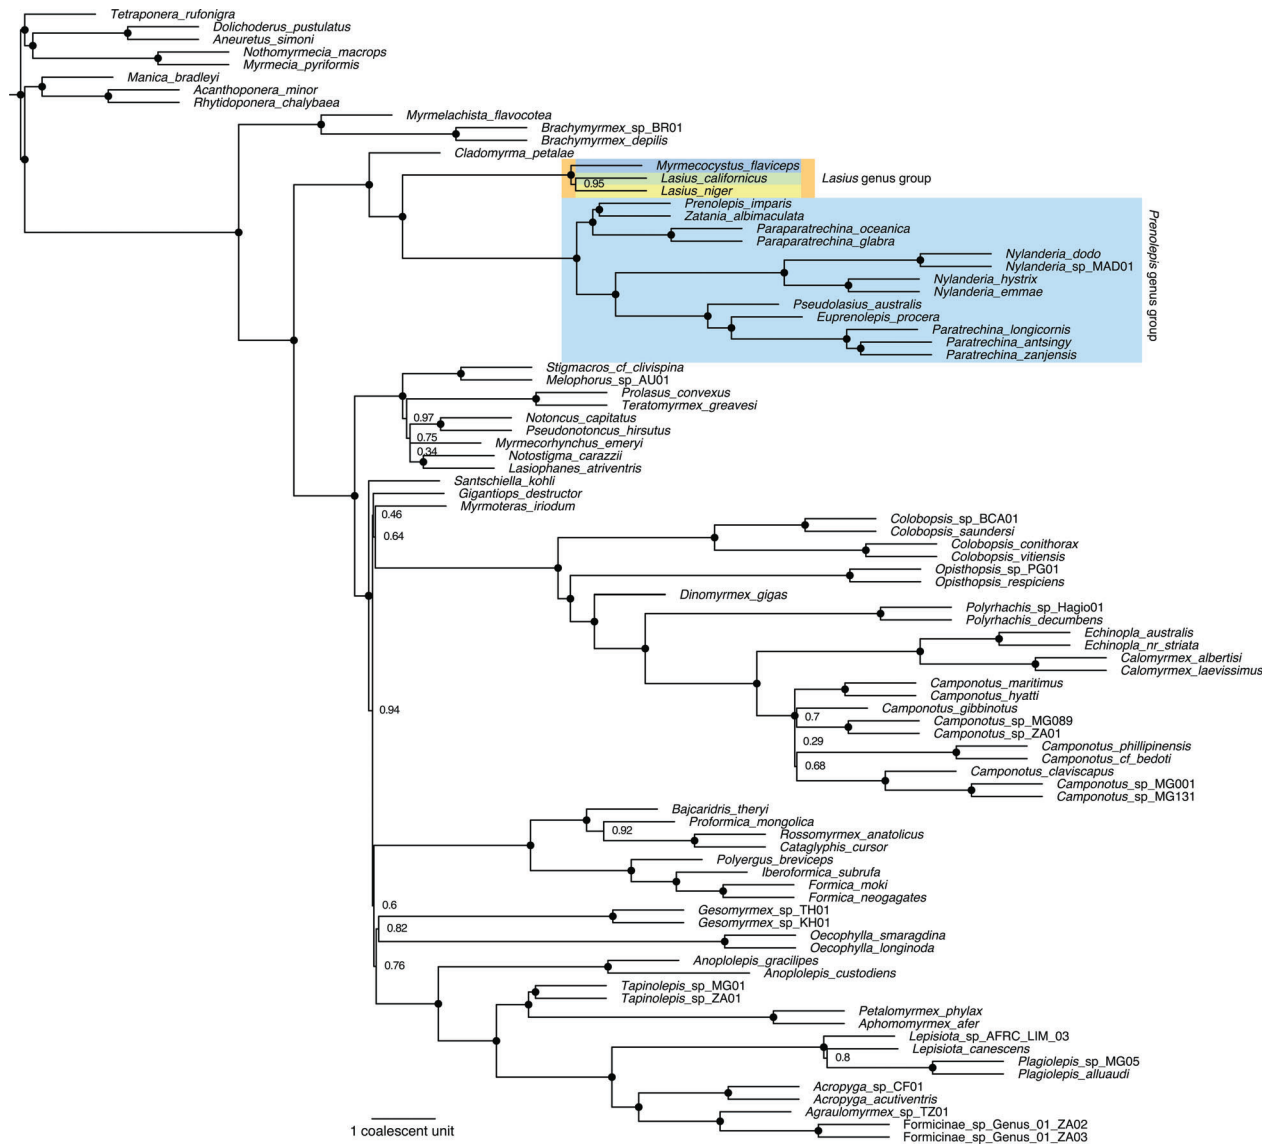 Tetraponera_rufonigra
Dolichoderus_pustulatus
Aneuretus_simoni
Nothomyrmecia_macrops
Myrmecia_pyriformis
Manica_bradleyi
Acanthoponera_minor
Rhytidoponera_chalybaea
Myrmelachista_flavocotea
Brachymyrmex_sp_BR01
Brachymyrmex_depilis
Cladomyrma_petalae
Myrmecocystus_flaviceps
Lasius_californicus
0.95
Lasius genus group
Lasius_niger
Prenolepis_imparis
Zatania_albimaculata
Paraparatrechina_oceanica
Paraparatrechina_glabra
Prenolepis genus group
Nylanderia_dodo
Nylanderia_sp_MAD01
Nylanderia_hystrix
Nylanderia_emmae
Pseudolasius_australis
Euprenolepis_procera
Paratrechina_longicornis
Paratrechina_antsingy
Paratrechina_zanjensis
Stigmacros_cf_clivispina
Melophorus_sp_AU01
Prolasus_convexus
Teratomyrmex_greavesi
0.97
Notoncus_capitatus
Pseudonotoncus_hirsutus
0.75
Myrmecorhynchus_emeryi
0.34
Notostigma_carazzii
Lasiophanes_atriventris
Santschiella_kohli
Gigantiops_destructor
Myrmoteras_iriodum
0.46
0.64
Colobopsis_sp_BCA01
Colobopsis_saundersi
Colobopsis_conithorax
Colobopsis_vitiensis
Opisthopsis_sp_PG01
Opisthopsis_respiciens
Dinomyrmex_gigas
Polyrhachis_sp_Hagio01
Polyrhachis_decumbens
Echinopla_australis
Echinopla_nr_striata
Calomyrmex_albertisi
Calomyrmex_laevissimus
Camponotus_maritimus
Camponotus_hyatti
Camponotus_gibbinotus
0.94
0.7
Camponotus_sp_MG089
Camponotus_sp_ZA01
0.29
Camponotus_phillipinensis
Camponotus_cf_bedoti
0.68
Camponotus_claviscapus
Camponotus_sp_MG001
Camponotus_sp_MG131
Bajcaridris_theryi
Proformica_mongolica
0.92
Rossomyrmex_anatolicus
Cataglyphis_cursor
Polyergus_breviceps
Iberoformica_subrufa
Formica_moki
Formica_neogagates
0.6
Gesomyrmex_sp_TH01
Gesomyrmex_sp_KH01
0.82
Oecophylla_smaragdina
Oecophylla_longinoda
0.76
Anoplolepis_gracilipes
Anoplolepis_custodiens
Tapinolepis_sp_MG01
Tapinolepis_sp_ZA01
Petalomyrmex_phylax
Aphomomyrmex_afer
Lepisiota_sp_AFRC_LIM_03
Lepisiota_canescens
0.8
Plagiolepis_sp_MG05
Plagiolepis_alluaudi
Acropyga_sp_CF01
Acropyga_acutiventris
Agraulomyrmex_sp_TZ01
Formicinae_sp_Genus_01_ZA02
Formicinae_sp_Genus_01_ZA03
1 coalescent unit